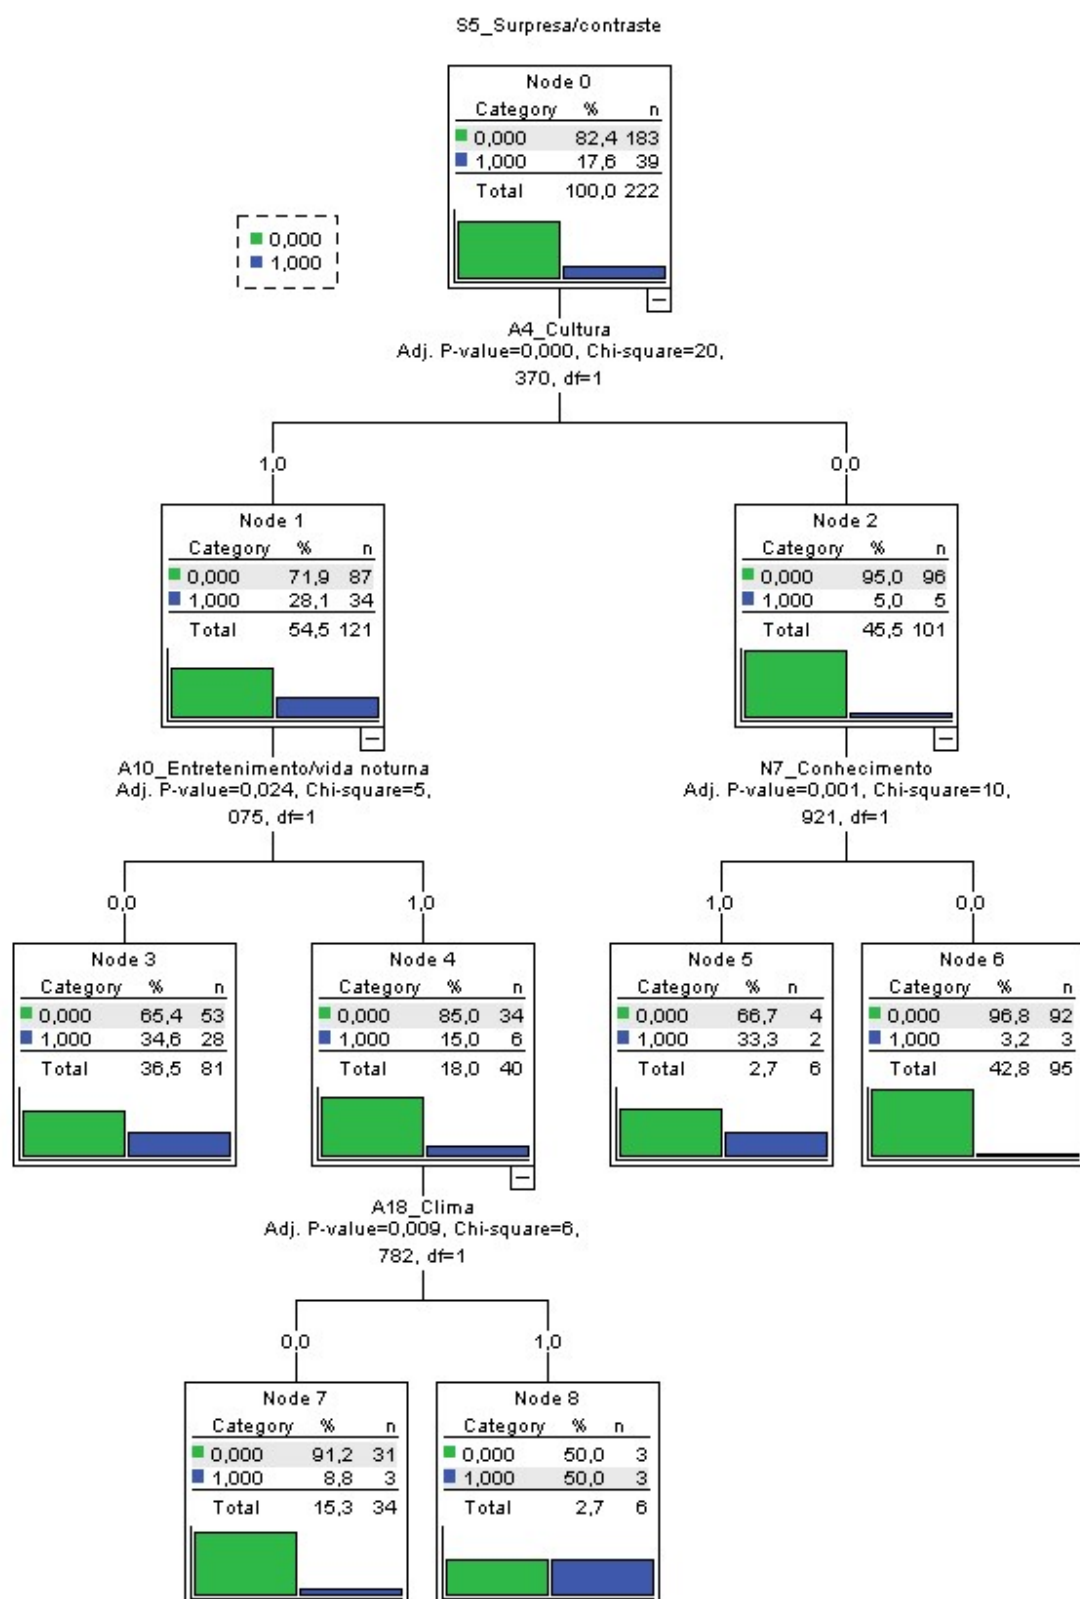 S5_Surpresa/contraste
Node 0
Category % n
0,000 82,4 183
1,000 17,6 39
Total 100,0 222
0,000
1,000
A4_Cultura
Adj. P-value=0,000, Chi-square=20,
370, df=1
1,0
0,0
Node 1
Category % n
0,000 71,9 87
1,000 28,1 34
Total 54,5 121
Node 2
Category % n
0,000 95,0 96
1,000 5,0 5
Total 45,5 101
A10_Entretenimento/vida noturna
Adj. P-value=0,024, Chi-square=5,
075, df=1
N7_Conhecimento
Adj. P-value=0,001, Chi-square=10,
921, df=1
0,0
1,0
1,0
0,0
Node 3
Category % n
0,000 65,4 53
1,000 34,6 28
Total 36,5 81
Node 4
Category % n
0,000 85,0 34
1,000 15,0 6
Total 18,0 40
Node 5
Category % n
0,000 66,7 4
1,000 33,3 2
Total 2,7 6
Node 6
Category % n
0,000 96,8 92
1,000 3,2 3
Total 42,8 95
A18_Clima
Adj. P-value=0,009, Chi-square=6,
782, df=1
0,0
1,0
Node 7
Category % n
0,000 91,2 31
1,000 8,8 3
Total 15,3 34
Node 8
Category % n
0,000 50,0 3
1,000 50,0 3
Total 2,7 6